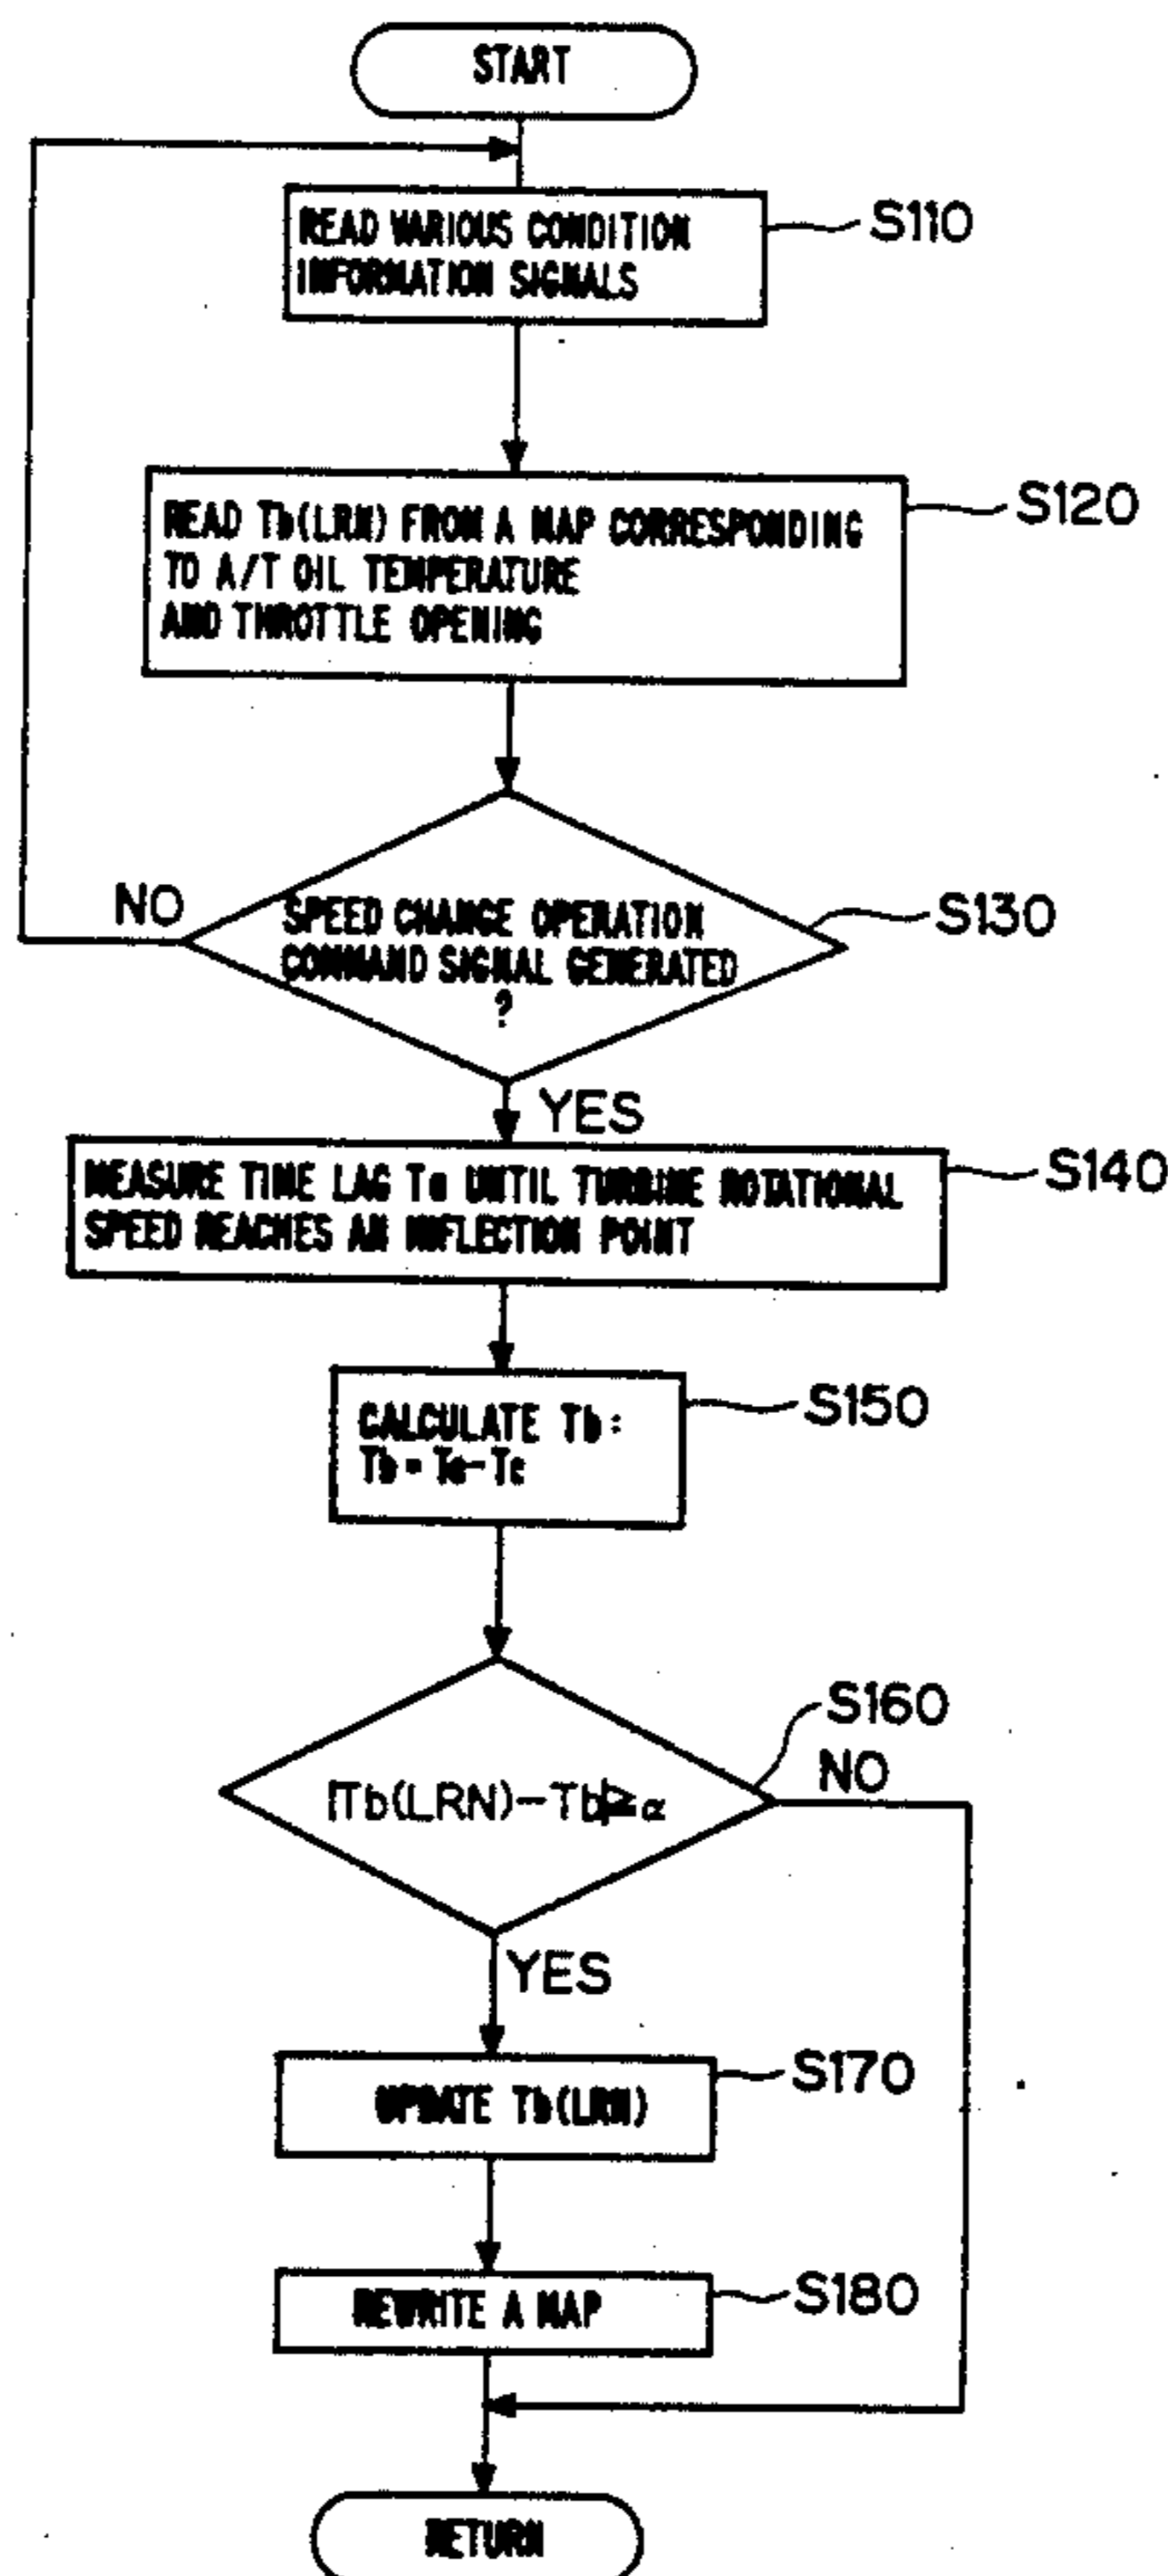 START
READ VARIOUS CONDITION
INFORMATION SIGNALS
S110
READ Tb(LRN) FROM A MAP CORRESPONDING
TO A/T OIL TEMPERATURE
AND THROTTLE OPENING
S120
NO
SPEED CHANGE OPERATION
COMMAND SIGNAL GENERATED
?
S130
YES
MEASURE TIME LAG Ta UNTIL TURBINE ROTATIONAL
SPEED REACHES AN INFLECTION POINT
S140
CALCULATE Tb:
Tb = Ta - Tc
S150
|Tb(LRN)-Tb|≧α
S160
NO
YES
UPDATE Tb(LRN)
S170
REWRITE A MAP
S180
RETURN